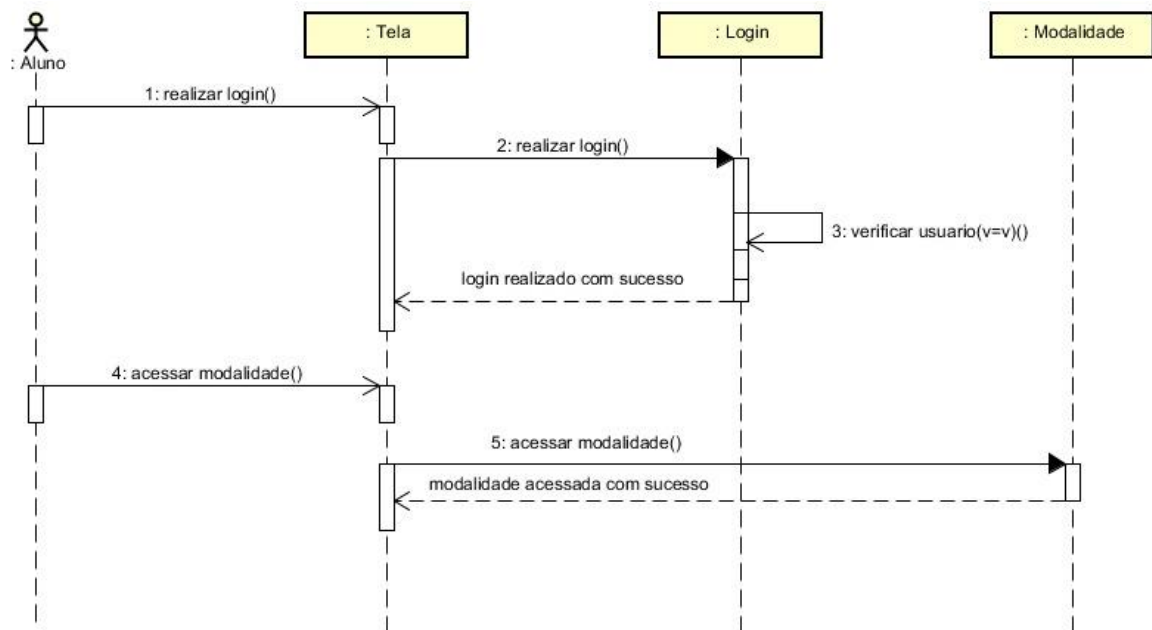 : Aluno
: Tela
: Login
: Modalidade
1: realizar login()
2: realizar login()
3: verificar usuario(v=v)()
login realizado com sucesso
4: acessar modalidade()
5: acessar modalidade()
modalidade acessada com sucesso